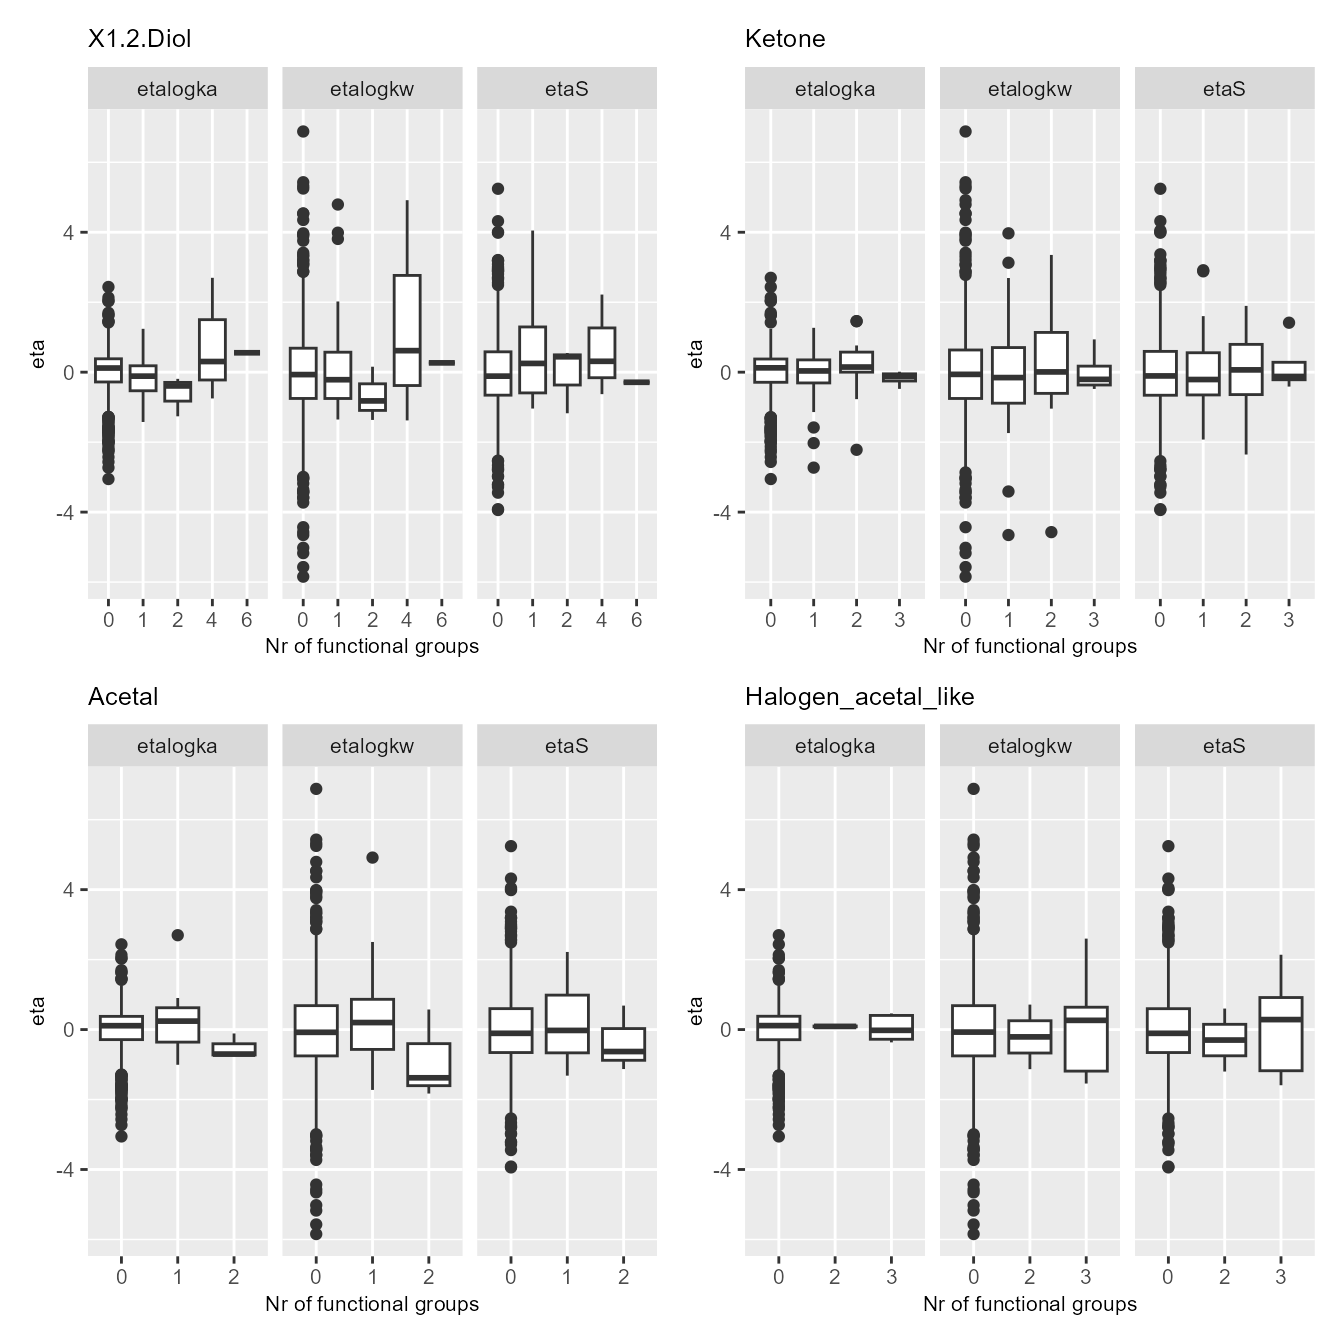 X1.2.Diol
etalogka etalogkw etaS
4
0
-4
eta
0 1 2 4 6 0 1 2 4 6 0 1 2 4 6
Nr of functional groups
Ketone
etalogka etalogkw etaS
4
0
-4
eta
0 1 2 3 0 1 2 3 0 1 2 3
Nr of functional groups
Acetal
etalogka etalogkw etaS
4
0
-4
eta
0 1 2 0 1 2 0 1 2
Nr of functional groups
Halogen_acetal_like
etalogka etalogkw etaS
4
0
-4
eta
0 2 3 0 2 3 0 2 3
Nr of functional groups